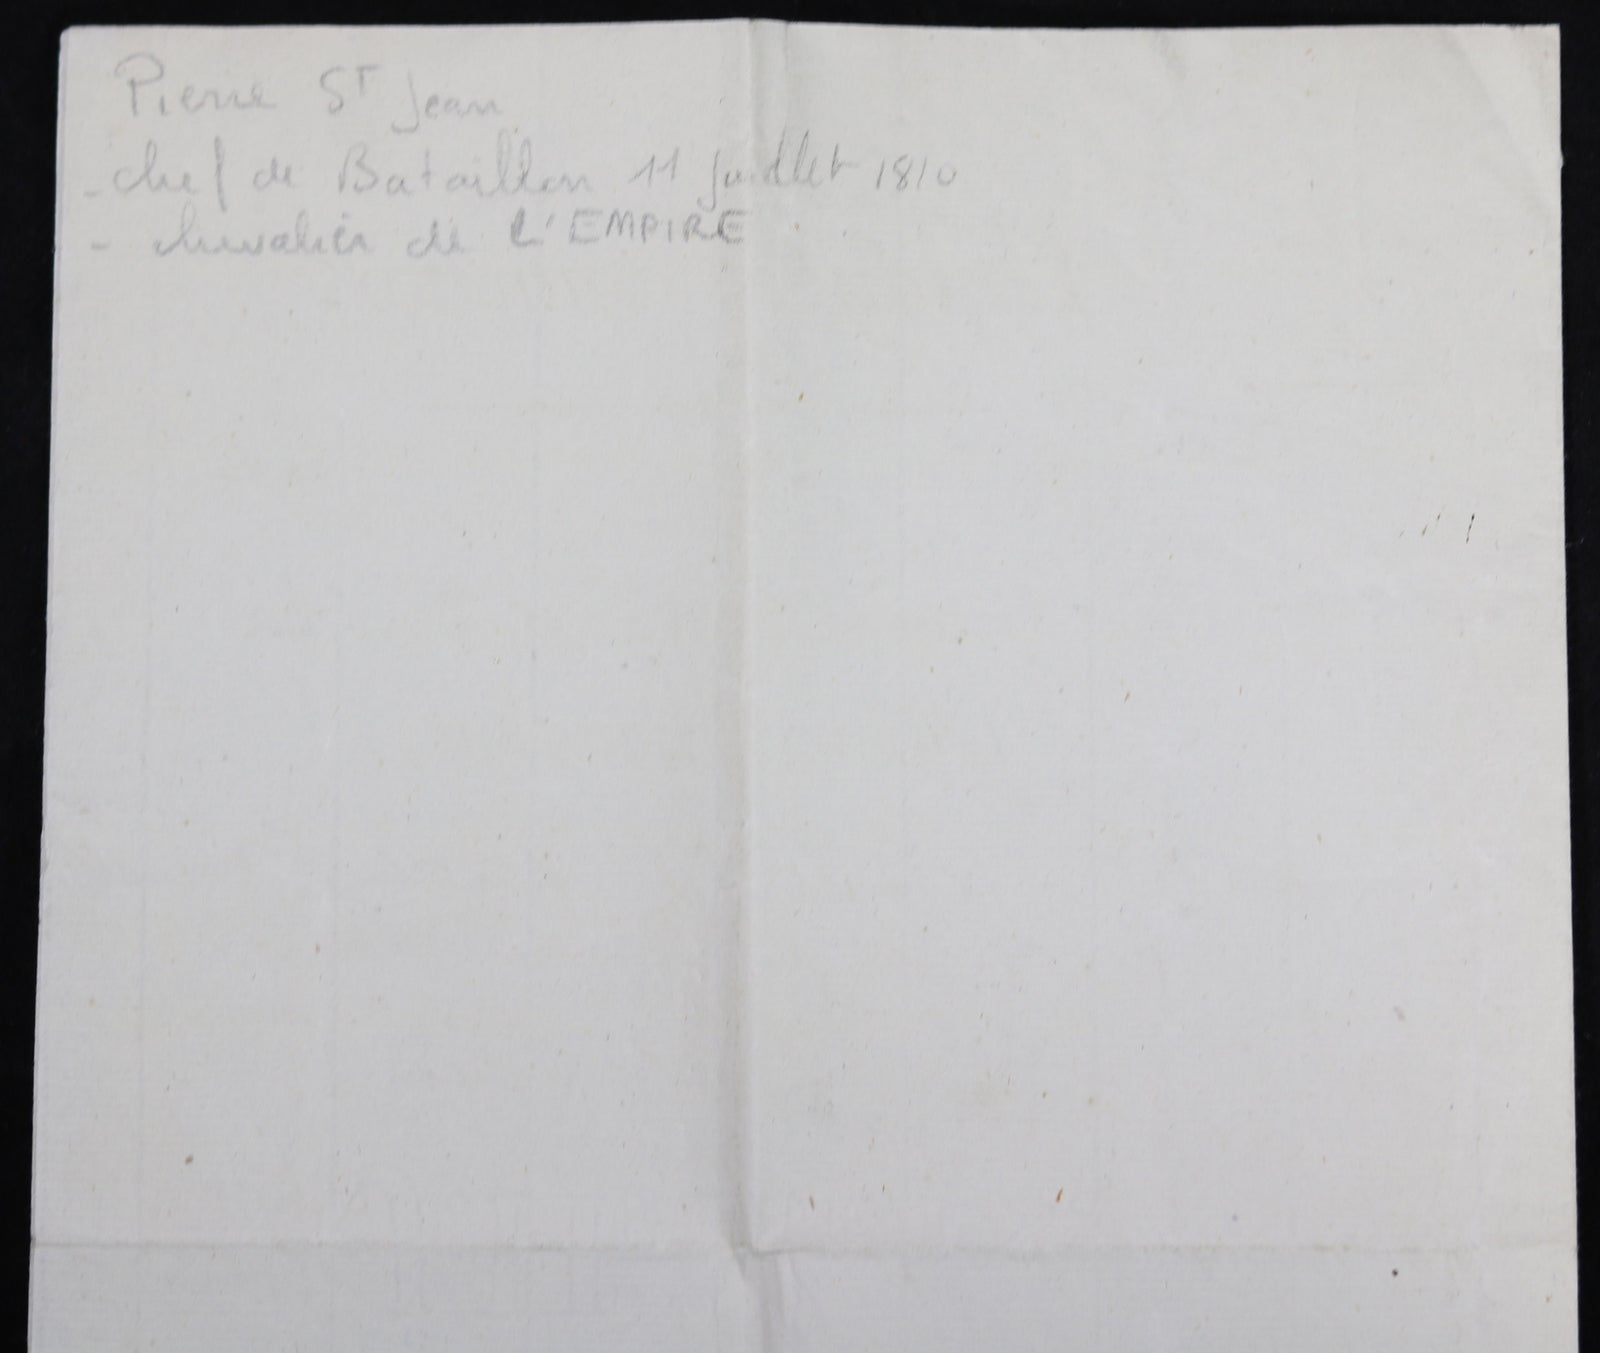 Pierre ST Jean
- chef de Bataillon 11 juillet 1810
- chevalier de L'EMPIRE